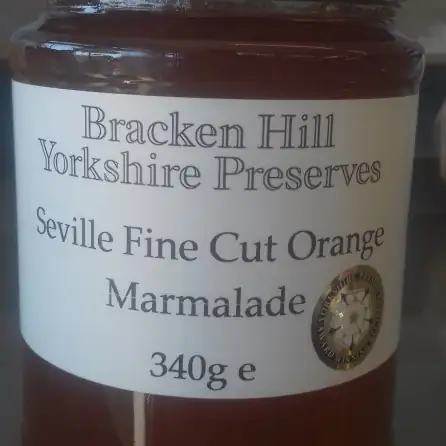 Bracken Hill
Yorkshire Preserves
Seville Fine Cut Orange
Marmalade
340g e